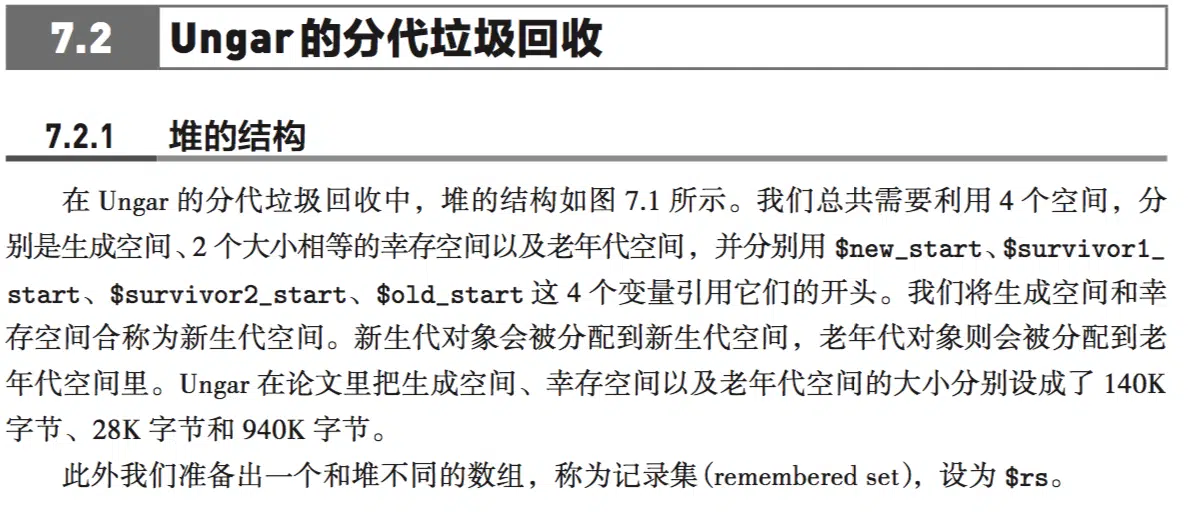 7.2 Ungar的分代垃圾回收
7.2.1 堆的结构
在 Ungar 的分代垃圾回收中，堆的结构如图 7.1 所示。我们总共需要利用 4 个空间，分
别是生成空间、2 个大小相等的幸存空间以及老年代空间，并分别用 $new_start、$survivor1_
start、$survivor2_start、$old_start 这 4 个变量引用它们的开头。我们将生成空间和幸
存空间合称为新生代空间。新生代对象会被分配到新生代空间，老年代对象则会被分配到老
年代空间里。Ungar 在论文里把生成空间、幸存空间以及老年代空间的大小分别设成了 140K
字节、28K 字节和 940K 字节。
此外我们准备出一个和堆不同的数组，称为记录集（remembered set），设为 $rs。